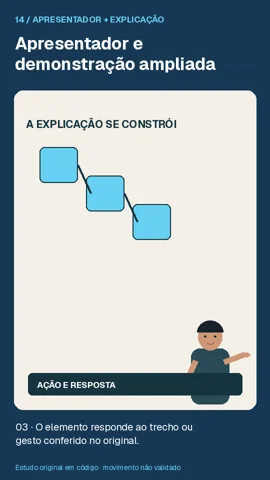 14 / APRESENTADOR + EXPLICAÇÃO
Apresentador e
demonstração ampliada
A EXPLICAÇÃO SE CONSTRÓI
AÇÃO E RESPOSTA
03 · O elemento responde ao trecho ou
gesto conferido no original.
Estudo original em código · movimento não validado